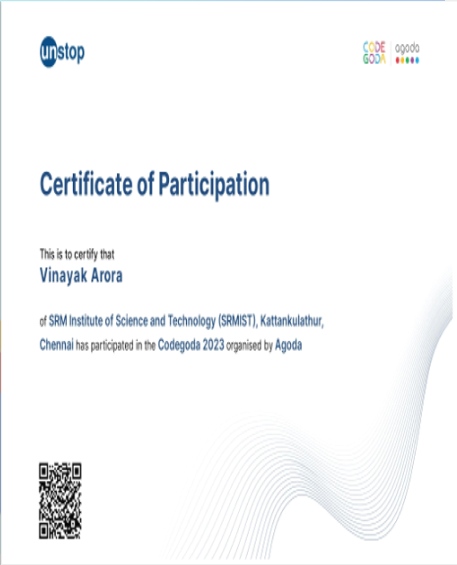 unstop
CODE
GODA
agoda
Certificate of Participation
This is to certify that
Vinayak Arora
of SRM Institute of Science and Technology (SRMIST), Kattankulathur,
Chennai has participated in the Codegoda 2023 organised by Agoda